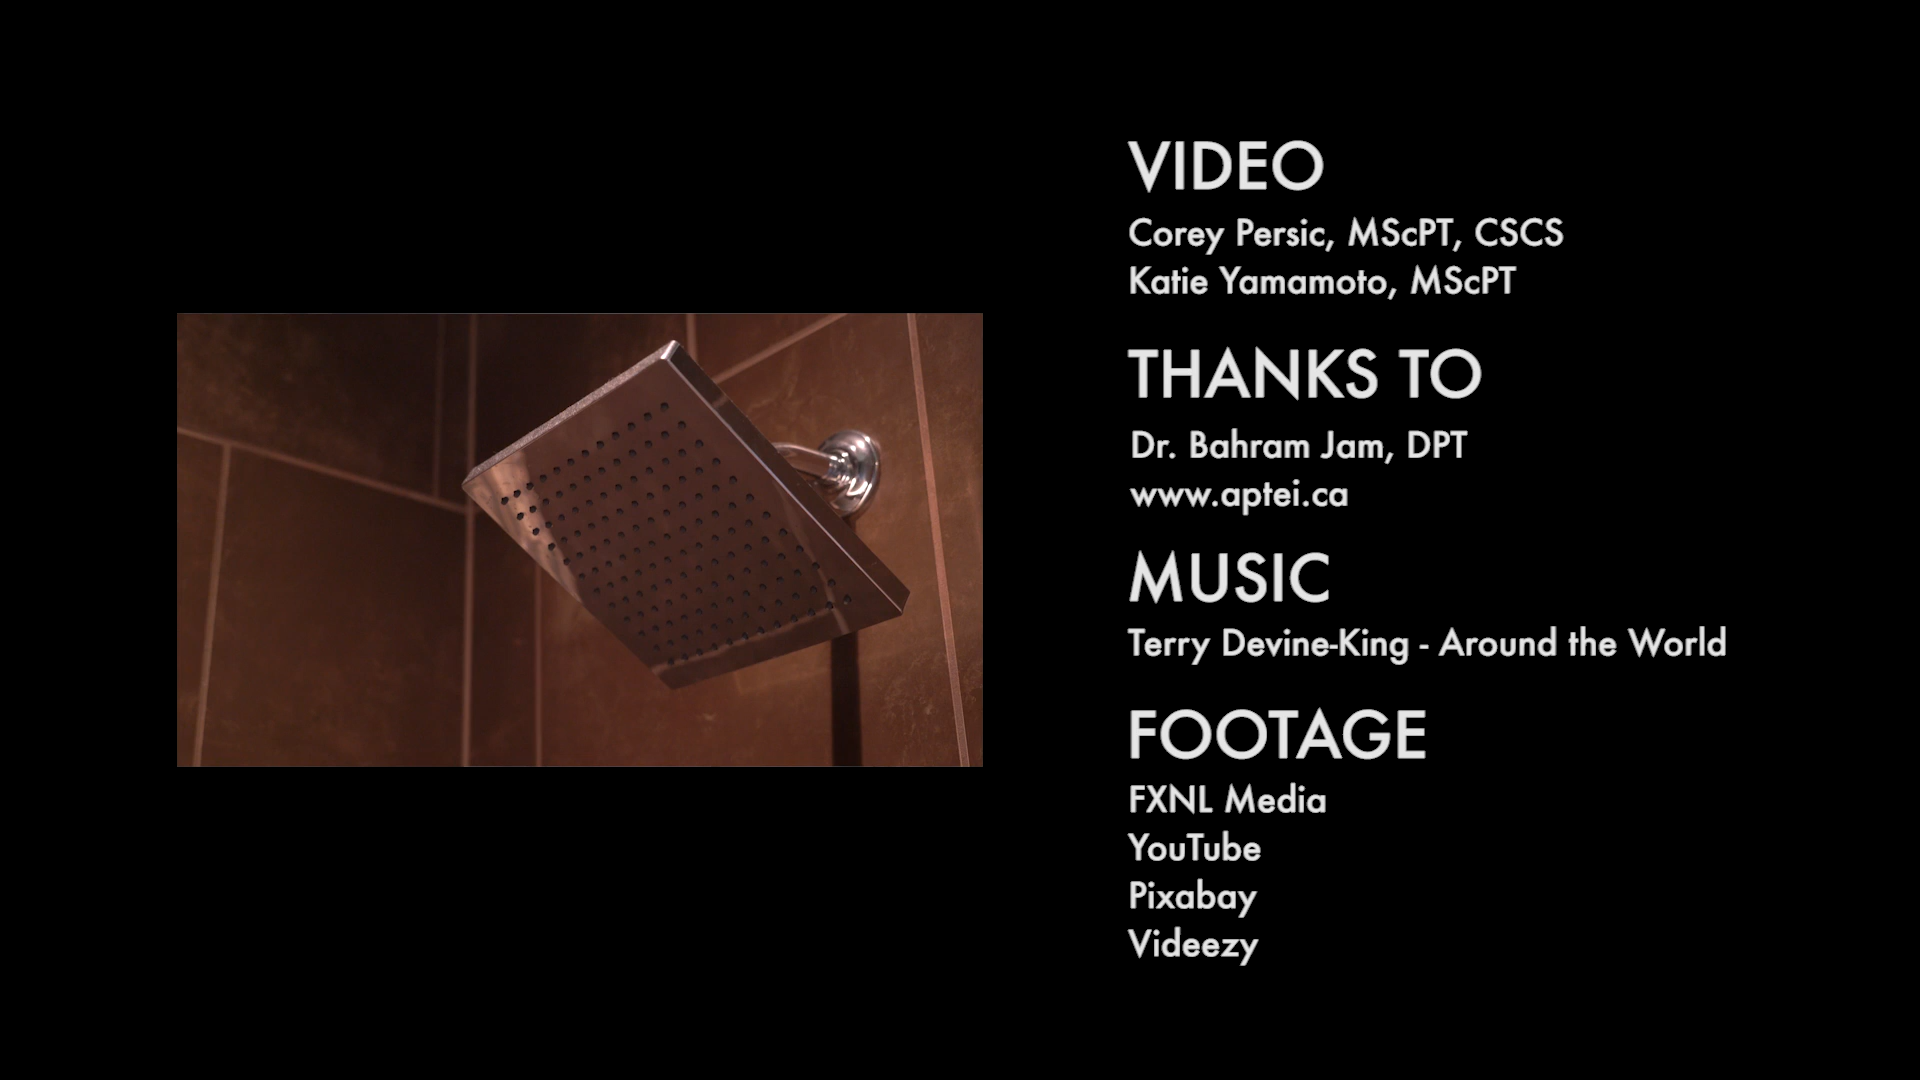 VIDEO
Corey Persic, MScPT, CSCS
Katie Yamamoto, MScPT
THANKS TO
Dr. Bahram Jam, DPT
www.aptei.ca
MUSIC
Terry Devine-King - Around the World
FOOTAGE
FXNL Media
YouTube
Pixabay
Videezy